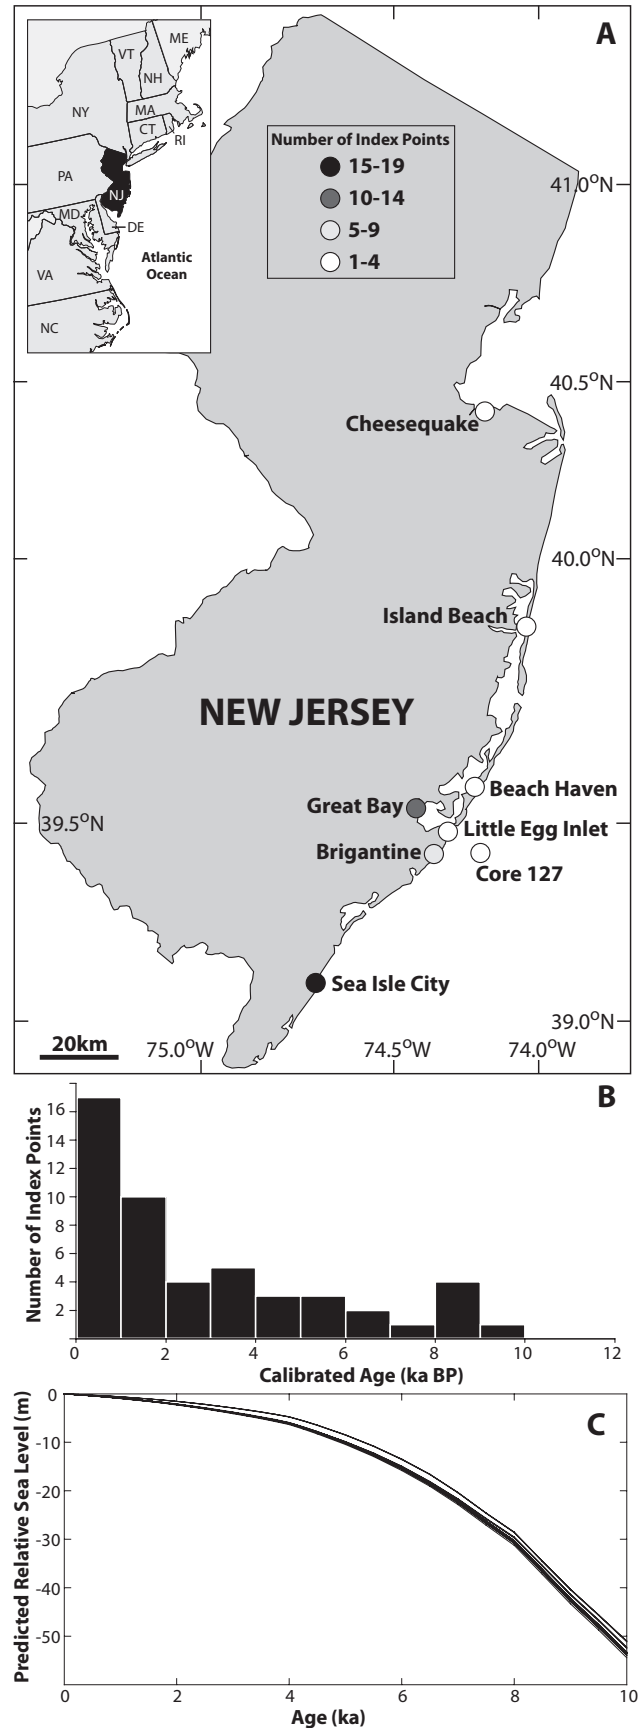 A
ME
VT
NH
NY
MA
CT
RI
PA
NJ
MD
DE
VA
NC
Atlantic
Ocean
Number of Index Points
15-19
10-14
5-9
1-4
41.0°N
40.5°N
Cheesequake
40.0°N
Island Beach
NEW JERSEY
Beach Haven
Great Bay
39.5°N
Little Egg Inlet
Brigantine
Core 127
Sea Isle City
39.0°N
20km
75.0°W
74.5°W
74.0°W
B
Number of Index Points
16
14
12
10
8
6
4
2
0
2
4
6
8
10
12
Calibrated Age (ka BP)
C
Predicted Relative Sea Level (m)
0
-10
-20
-30
-40
-50
0
2
4
6
8
10
Age (ka)